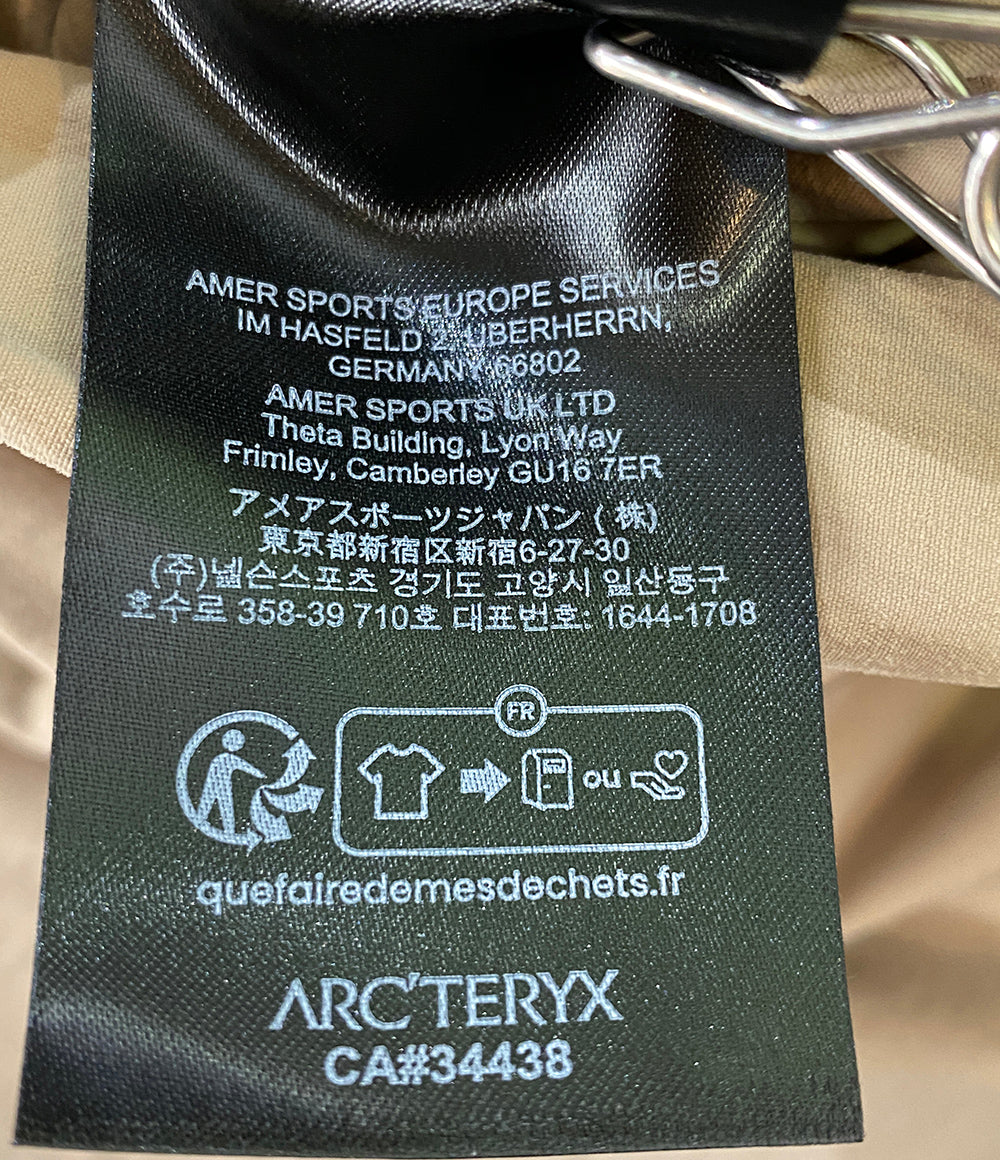 AMER SPORTS EUROPE SERVICES
IM HASFELD 2, UBERHERRN,
GERMANY 66802
AMER SPORTS UK LTD
Theta Building, Lyon Way
Frimley, Camberley GU16 7ER
アメアスポーツジャパン ( 株)
東京都新宿区新宿6-27-30
(주)넬슨스포츠 경기도 고양시 일산동구
호수로 358-39 710호 대표번호: 1644-1708
FR
ou
quefairedemesdechets.fr
ARC'TERYX
CA#34438